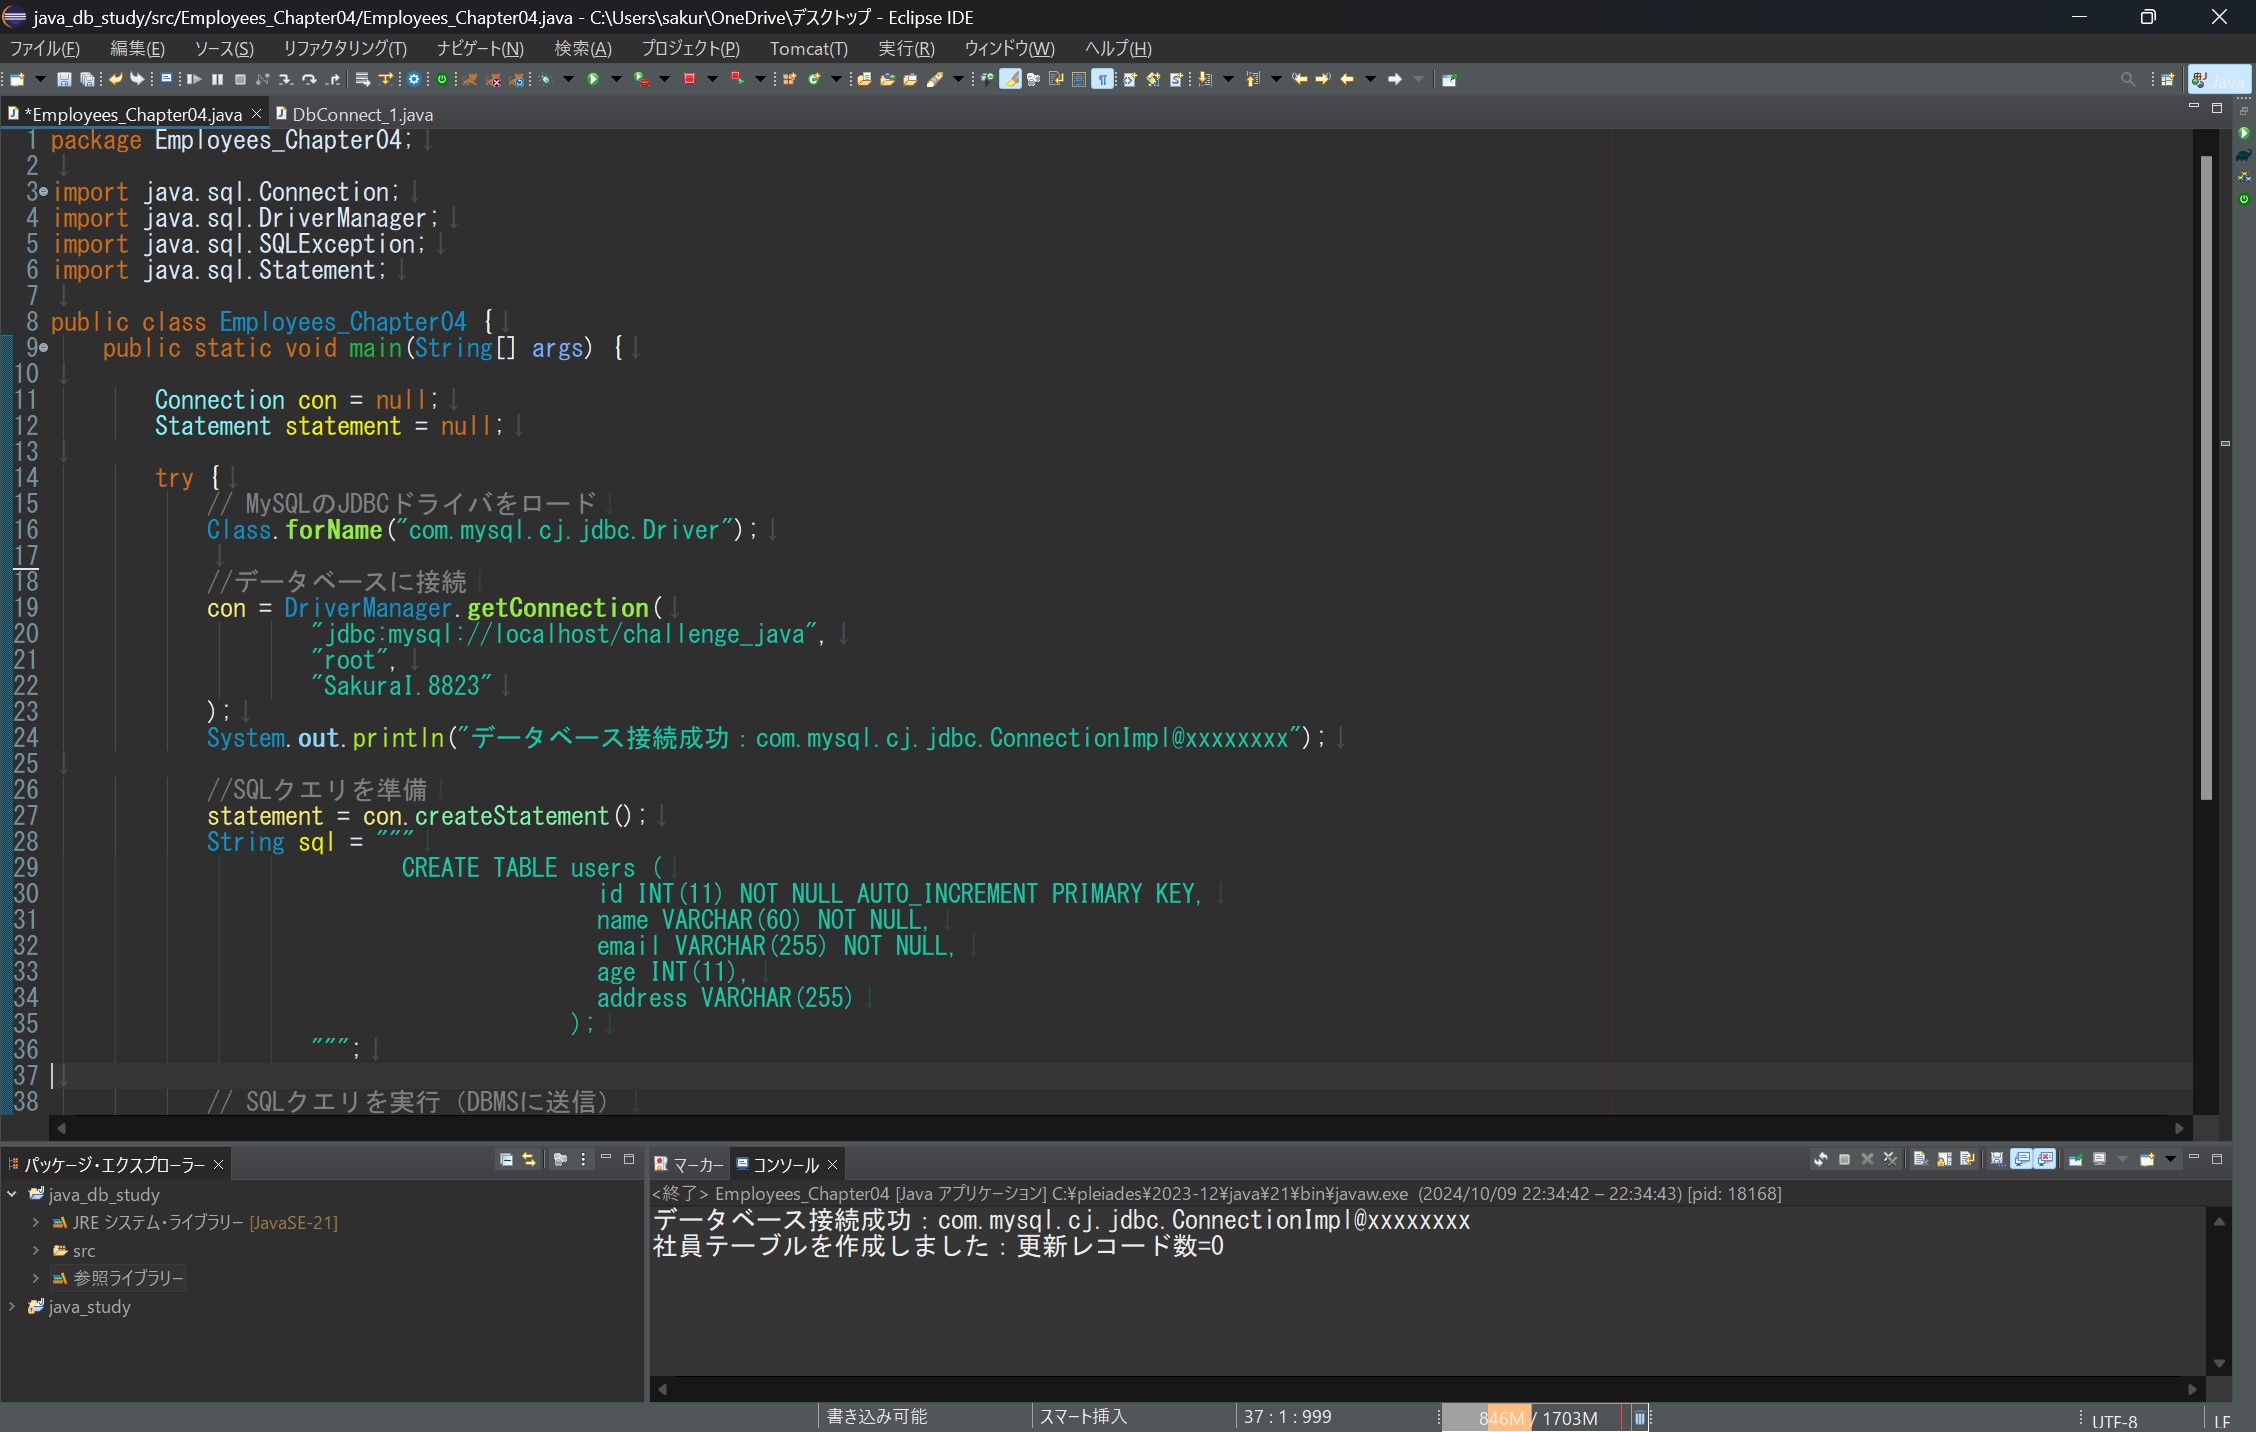 java_db_study/src/Employees_Chapter04/Employees_Chapter04.java - C:\Users\sakur\OneDrive\デスクトップ - Eclipse IDE
ファイル(F) 編集(E) ソース(S) リファクタリング(T) ナビゲート(N) 検索(A) プロジェクト(P) Tomcat(T) 実行(R) ウィンドウ(W) ヘルプ(H)
*Employees_Chapter04.java DbConnect_1.java
1 package Employees_Chapter04;
2
3 import java.sql.Connection;
4 import java.sql.DriverManager;
5 import java.sql.SQLException;
6 import java.sql.Statement;
7
8 public class Employees_Chapter04 {
9 public static void main(String[] args) {
10
11 Connection con = null;
12 Statement statement = null;
13
14 try {
15 // MySQLのJDBCドライバをロード
16 Class.forName("com.mysql.cj.jdbc.Driver");
17
18 //データベースに接続
19 con = DriverManager.getConnection(
20 "jdbc:mysql://localhost/challenge_java",
21 "root",
22 "SakuraI.8823"
23 );
24 System.out.println("データベース接続成功：com.mysql.cj.jdbc.ConnectionImpl@xxxxxxxx");
25
26 //SQLクエリを準備
27 statement = con.createStatement();
28 String sql = """
29 CREATE TABLE users (
30 id INT(11) NOT NULL AUTO_INCREMENT PRIMARY KEY,
31 name VARCHAR(60) NOT NULL,
32 email VARCHAR(255) NOT NULL,
33 age INT(11),
34 address VARCHAR(255)
35 );
36 """;
37
38 // SQLクエリを実行（DBMSに送信）
パッケージ・エクスプローラー
java_db_study
JRE システム・ライブラリー [JavaSE-21]
src
参照ライブラリー
java_study
マーカー コンソール
<終了> Employees_Chapter04 [Java アプリケーション] C:¥pleiades¥2023-12¥java¥21¥bin¥javaw.exe (2024/10/09 22:34:42 – 22:34:43) [pid: 18168]
データベース接続成功：com.mysql.cj.jdbc.ConnectionImpl@xxxxxxxx
社員テーブルを作成しました：更新レコード数=0
書き込み可能 スマート挿入 37 : 1 : 999 846M / 1703M UTF-8 LF